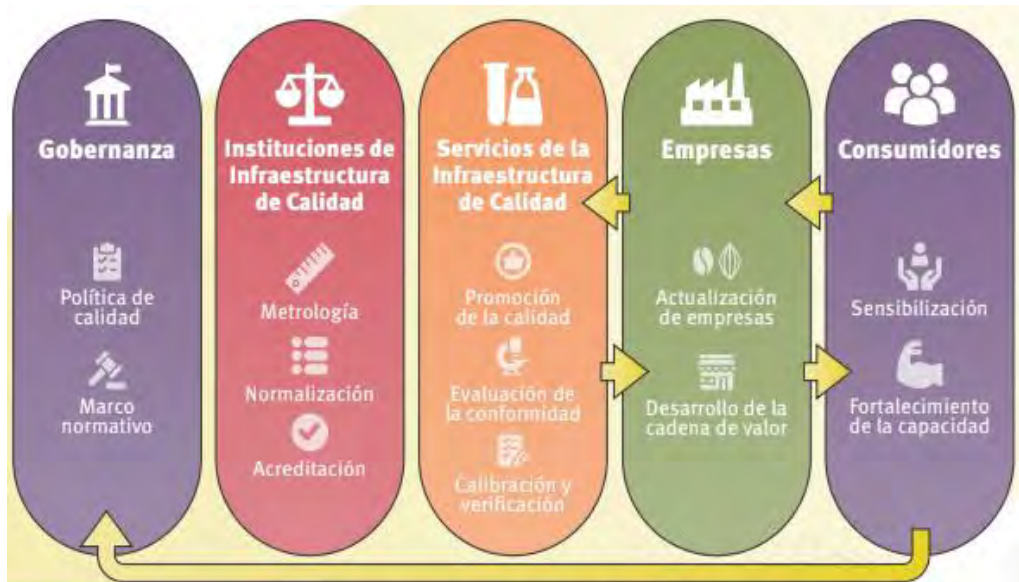 Gobernanza
Política de
calidad
Marco
normativo
Instituciones de
Infraestructura
de Calidad
Metrología
Normalización
Acreditación
Servicios de la
Infraestructura
de Calidad
Promoción
de la calidad
Evaluación de
la conformidad
Calibración y
verificación
Empresas
Actualización
de empresas
Desarrollo de la
cadena de valor
Consumidores
Sensibilización
Fortalecimiento
de la capacidad